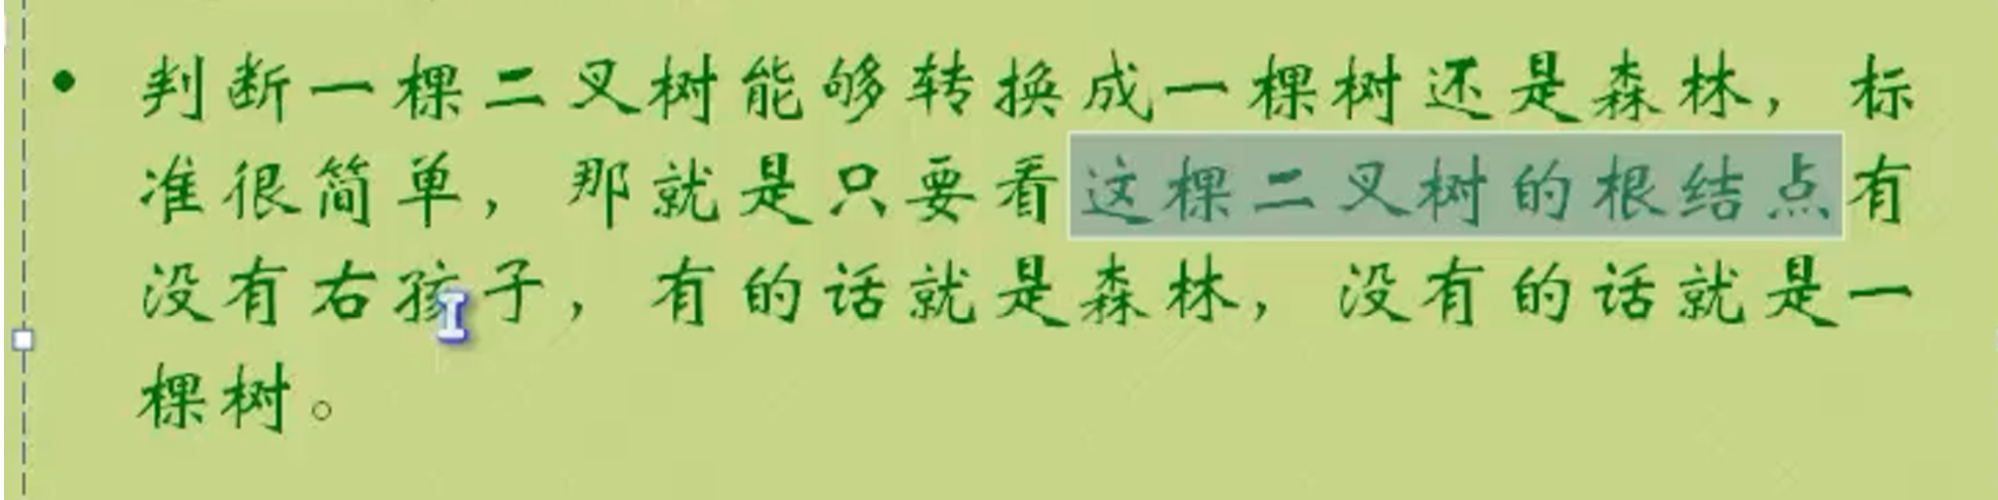 • 判断一棵二叉树能够转换成一棵树还是森林，标
准很简单，那就是只要看这棵二叉树的根结点有
没有右孩子，有的话就是森林，没有的话就是一
棵树。